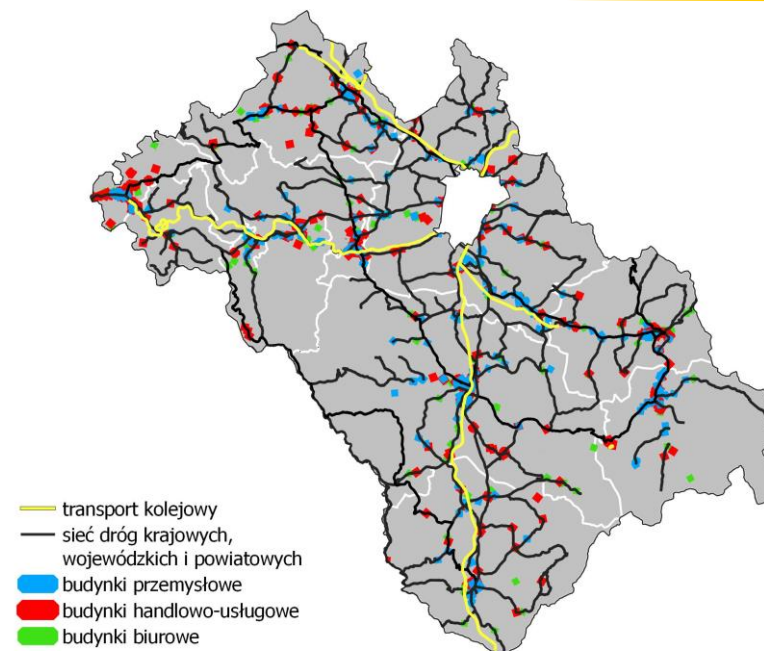 transport kolejowy
sieć dróg krajowych,
wojewódzkich i powiatowych
budynki przemysłowe
budynki handlowo-usługowe
budynki biurowe